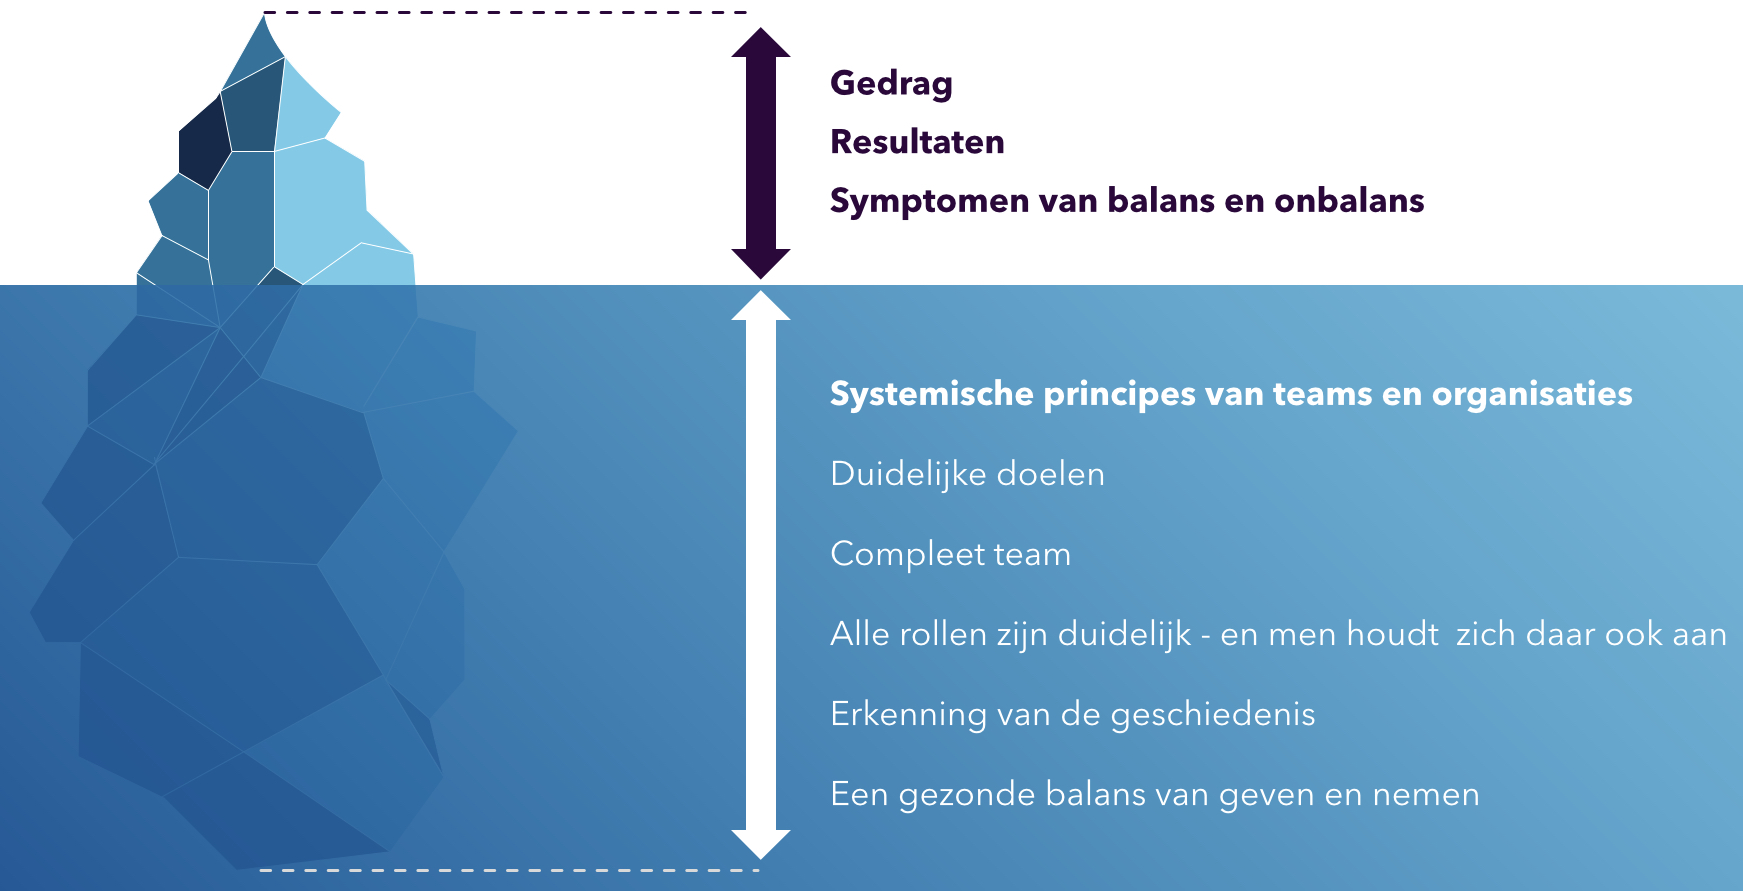 Gedrag
Resultaten
Symptomen van balans en onbalans
Systemische principes van teams en organisaties
Duidelijke doelen
Compleet team
Alle rollen zijn duidelijk - en men houdt  zich daar ook aan
Erkenning van de geschiedenis
Een gezonde balans van geven en nemen